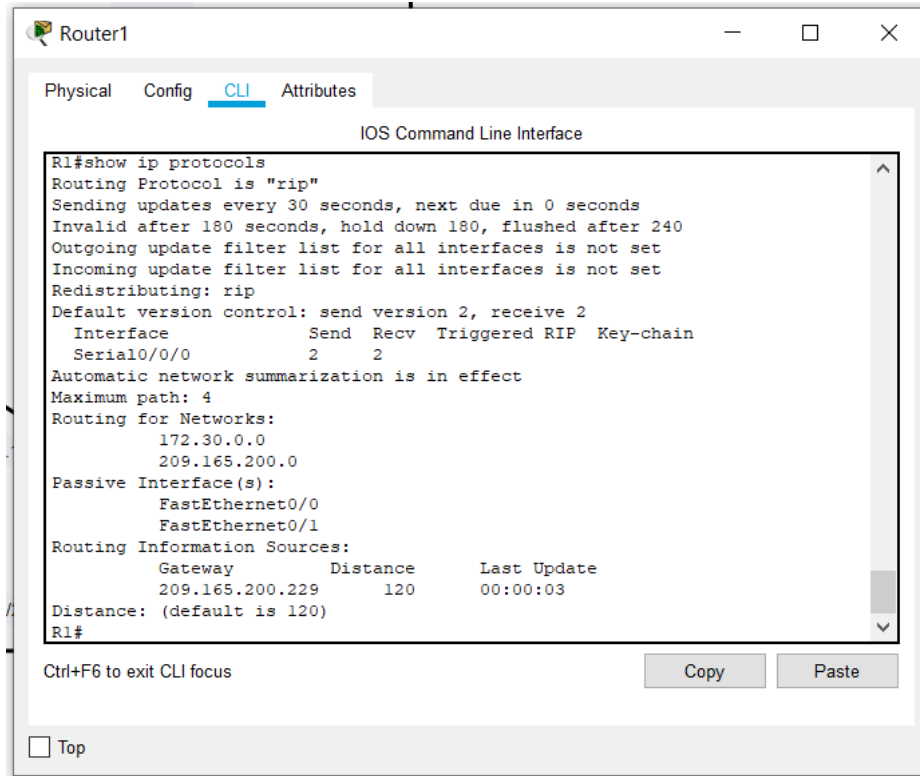 Router1
Physical Config CLI Attributes
IOS Command Line Interface
R1#show ip protocols
Routing Protocol is "rip"
Sending updates every 30 seconds, next due in 0 seconds
Invalid after 180 seconds, hold down 180, flushed after 240
Outgoing update filter list for all interfaces is not set
Incoming update filter list for all interfaces is not set
Redistributing: rip
Default version control: send version 2, receive 2
Interface Send Recv Triggered RIP Key-chain
Serial0/0/0 2 2
Automatic network summarization is in effect
Maximum path: 4
Routing for Networks:
172.30.0.0
209.165.200.0
Passive Interface(s):
FastEthernet0/0
FastEthernet0/1
Routing Information Sources:
Gateway Distance Last Update
209.165.200.229 120 00:00:03
Distance: (default is 120)
R1#
Ctrl+F6 to exit CLI focus
Copy Paste
Top